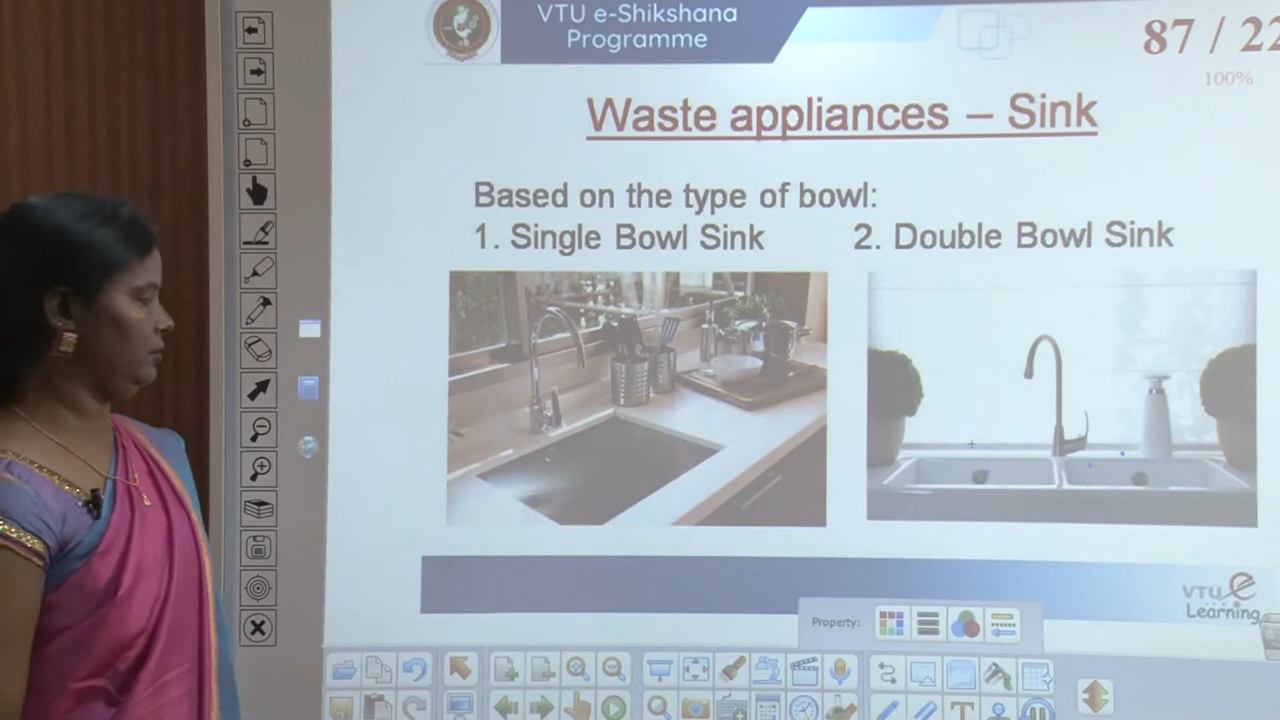 VTU e-Shikshana
Programme
87 / 22
100%
Waste appliances – Sink
Based on the type of bowl:
1. Single Bowl Sink
2. Double Bowl Sink
VTU e
Learning
Property: